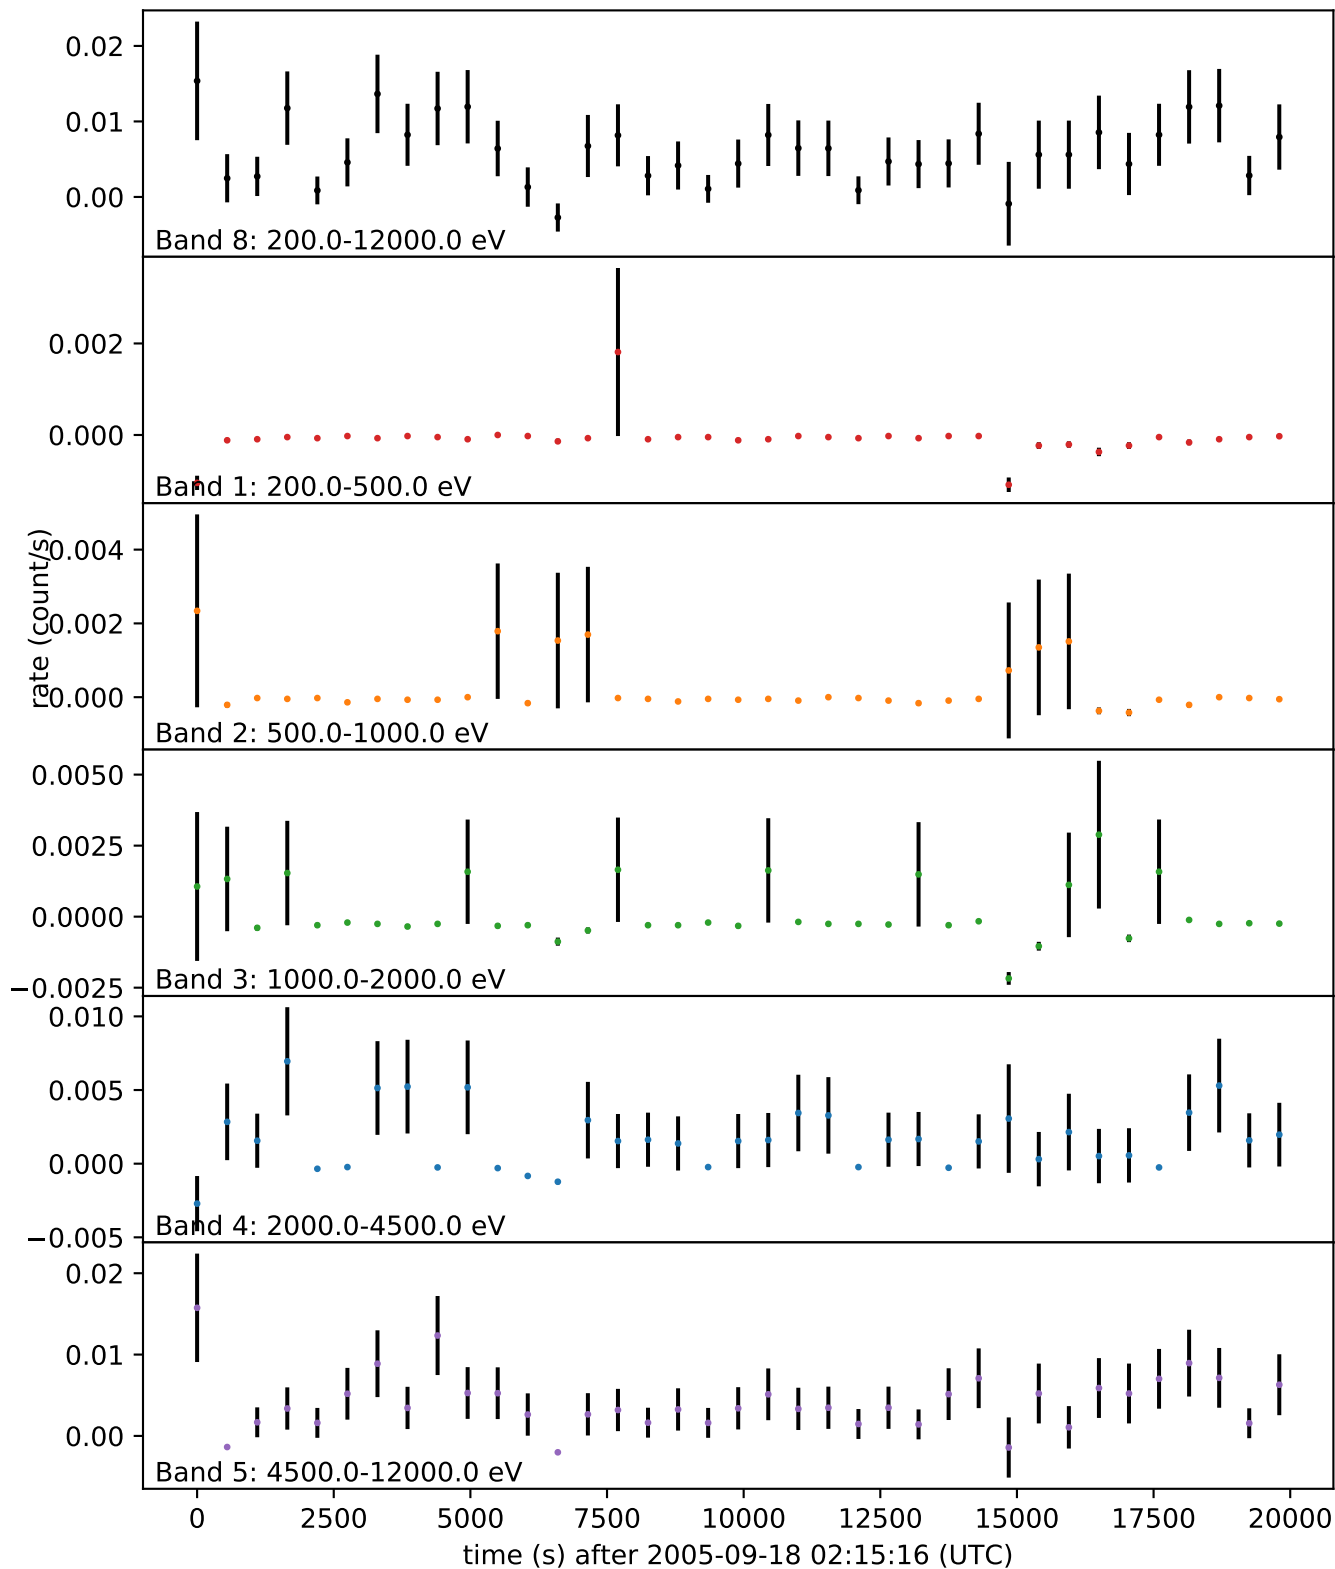 0.02
0.01
0.00
Band 8: 200.0-12000.0 eV
0.002
0.000
Band 1: 200.0-500.0 eV
rate (count/s)
0.004
0.002
0.000
Band 2: 500.0-1000.0 eV
0.0050
0.0025
0.0000
−0.0025
Band 3: 1000.0-2000.0 eV
0.010
0.005
0.000
−0.005
Band 4: 2000.0-4500.0 eV
0.02
0.01
0.00
Band 5: 4500.0-12000.0 eV
0 2500 5000 7500 10000 12500 15000 17500 20000
time (s) after 2005-09-18 02:15:16 (UTC)